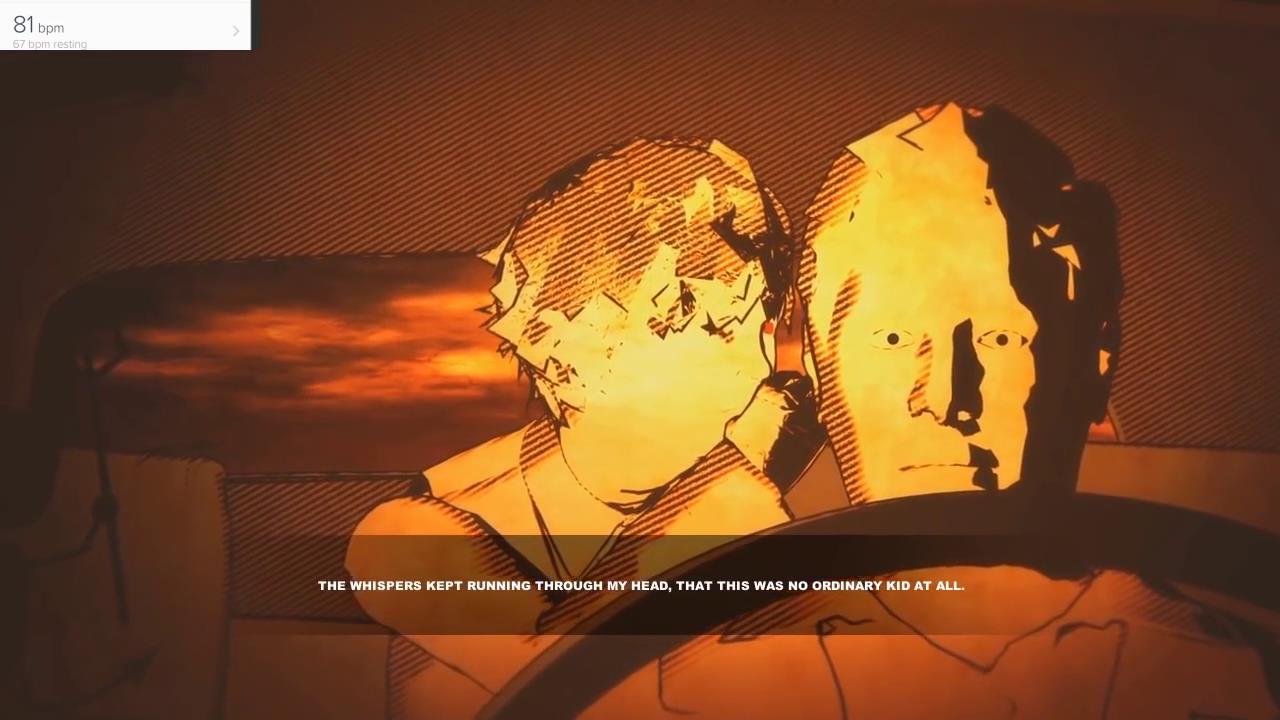 81 bpm
67 bpm resting
THE WHISPERS KEPT RUNNING THROUGH MY HEAD, THAT THIS WAS NO ORDINARY KID AT ALL.